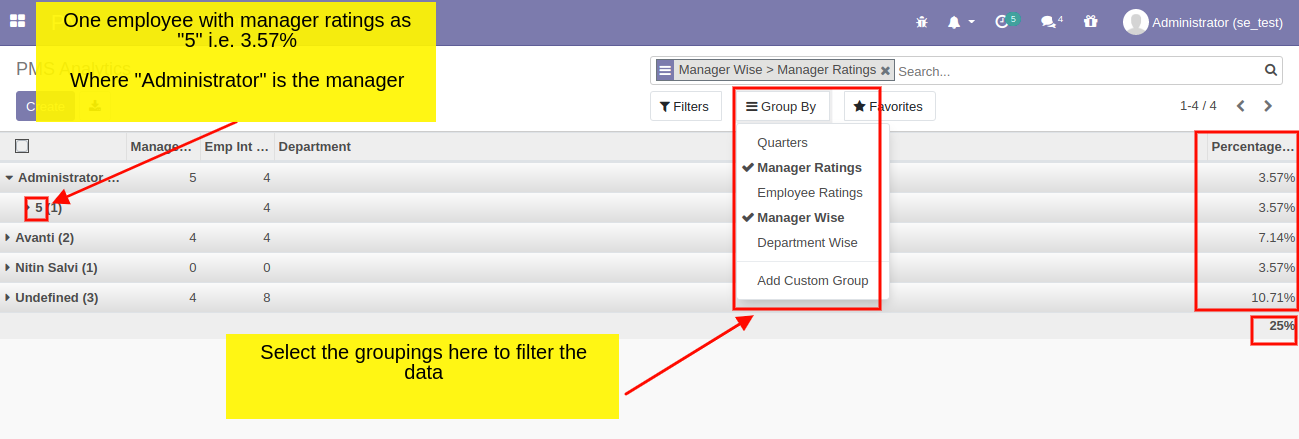 One employee with manager ratings as
"5" i.e. 3.57%
Where "Administrator" is the manager
5
4
Administrator (se_test)
PMS Analytics
Manager Wise > Manager Ratings
Search...
Create
Filters
Group By
Favorites
1-4 / 4
Quarters
Manager Ratings
Employee Ratings
Manager Wise
Department Wise
Add Custom Group
Manage... Emp Int ... Department Percentage...
Administrator ... 5 4 3.57%
5 (1) 4 3.57%
Avanti (2) 4 4 7.14%
Nitin Salvi (1) 0 0 3.57%
Undefined (3) 4 8 10.71%
25%
Select the groupings here to filter the
data